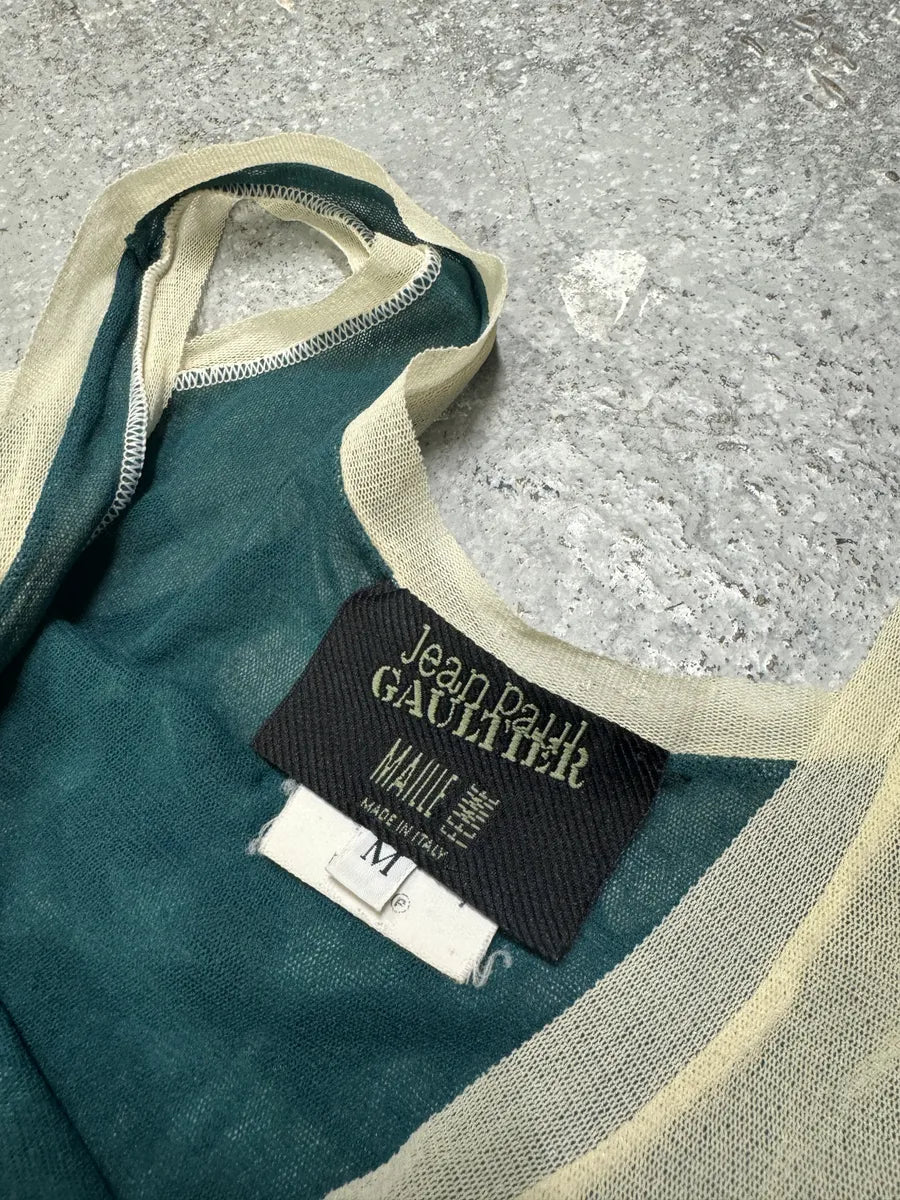 Jean Paul
GAULTIER
MAILLE
FEMME
MADE IN ITALY
M